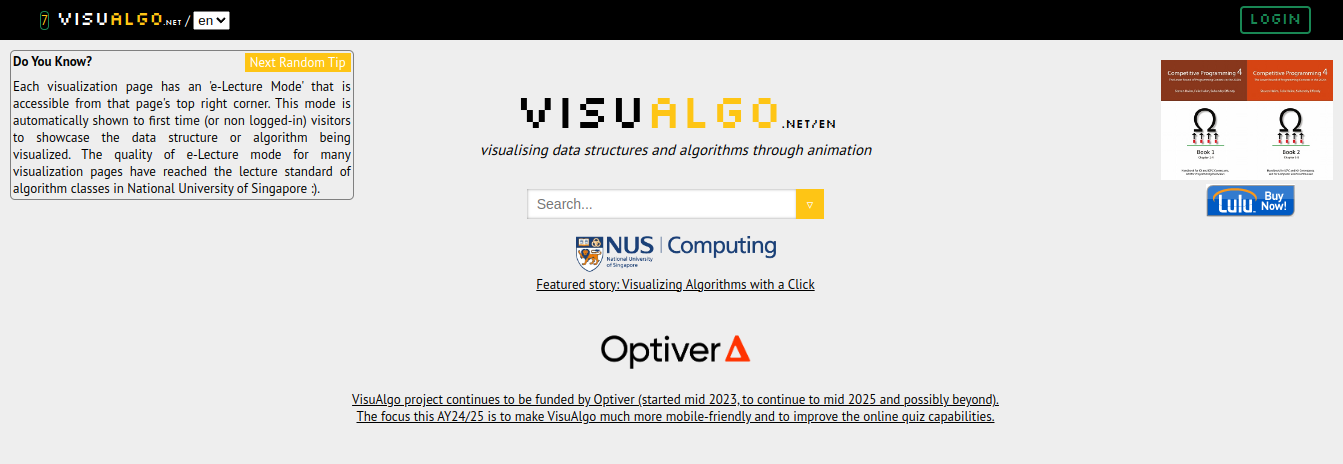 7 VISUALGO.NET / en
LOGIN
Do You Know?
Next Random Tip
Each visualization page has an 'e-Lecture Mode' that is
accessible from that page's top right corner. This mode is
automatically shown to first time (or non logged-in) visitors
to showcase the data structure or algorithm being
visualized. The quality of e-Lecture mode for many
visualization pages have reached the lecture standard of
algorithm classes in National University of Singapore :).
VISUALGO.NET/EN
visualising data structures and algorithms through animation
Search...
NUS Computing
National University
of Singapore
Featured story: Visualizing Algorithms with a Click
Optiver
VisuAlgo project continues to be funded by Optiver (started mid 2023, to continue to mid 2025 and possibly beyond).
The focus this AY24/25 is to make VisuAlgo much more mobile-friendly and to improve the online quiz capabilities.
Competitive Programming 4
Competitive Programming 4
Book 1
Book 2
Lulu Buy
Now!